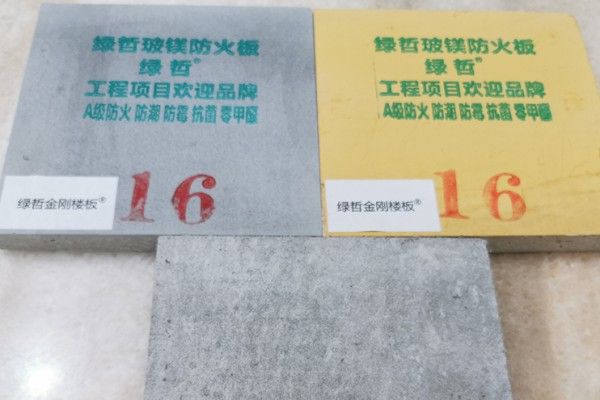 绿哲玻镁防火板
绿哲®
工程项目欢迎品牌
A级防火 防潮 防霉 抗菌 零甲醛
16
绿哲金刚楼板®
绿哲玻镁防火板
绿哲®
工程项目欢迎品牌
A级防火 防潮 防霉 抗菌 零甲醛
16
绿哲金刚楼板®